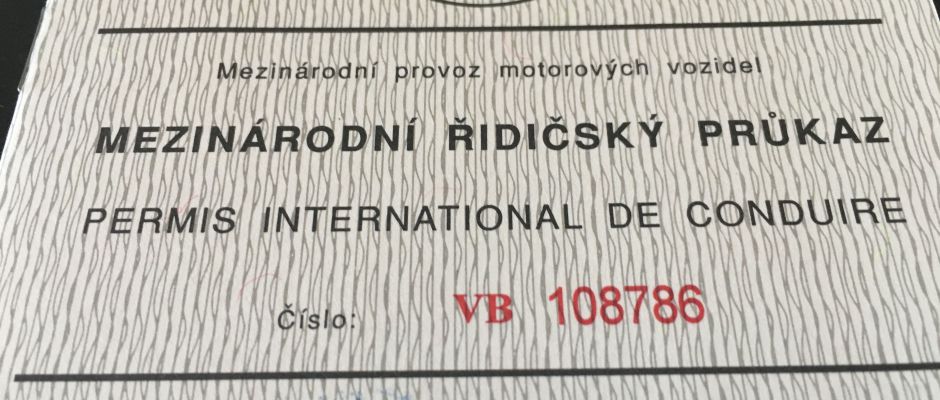 Mezinárodní provoz motorových vozidel
MEZINÁRODNÍ ŘIDIČSKÝ PRŮKAZ
PERMIS INTERNATIONAL DE CONDUIRE
Číslo: VB 108786